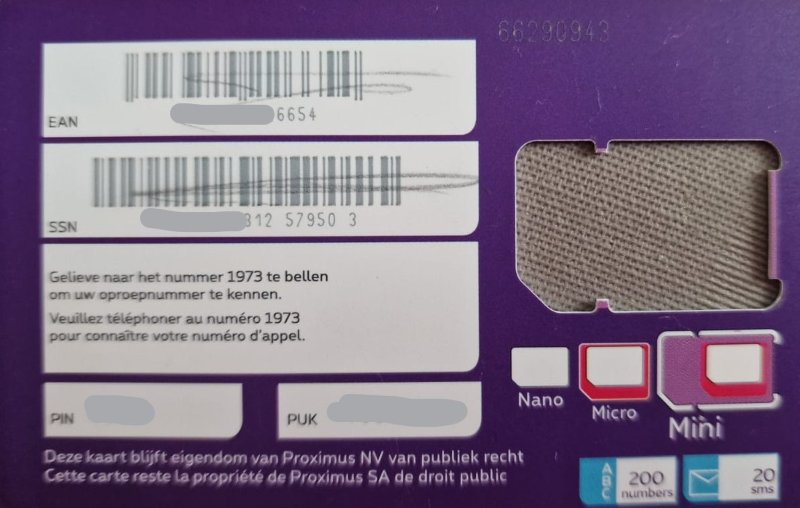 66290943
6654
EAN
312 57950 3
SSN
Gelieve naar het nummer 1973 te bellen
om uw oproepnummer te kennen.
Veuillez téléphoner au numéro 1973
pour connaître votre numéro d'appel.
Nano
Micro
Mini
PIN
PUK
Deze kaart blijft eigendom van Proximus NV van publiek recht
Cette carte reste la propriété de Proximus SA de droit public
ABC
200
numbers
20
sms